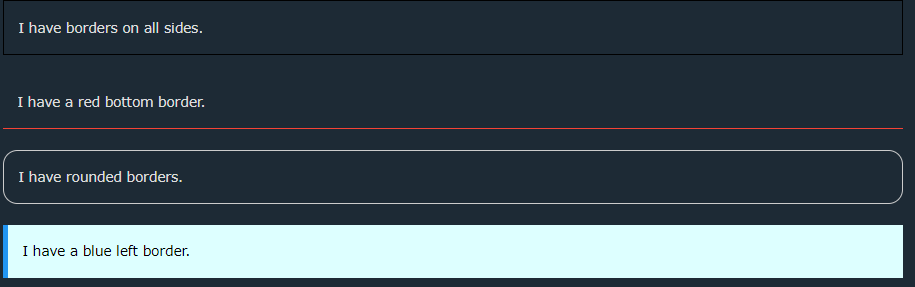 I have borders on all sides.
I have a red bottom border.
I have rounded borders.
I have a blue left border.